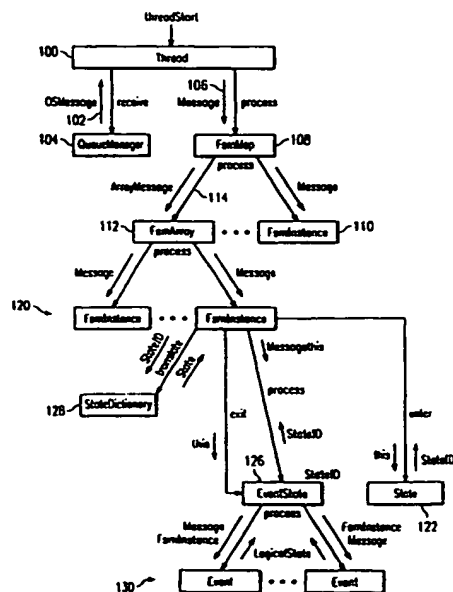 threadStart
100
Thread
OSMessage
102
receive
106
Message
process
104
QueueManager
FsmMap
108
process
ArrayMessage
114
Message
112
FsmArray
FsmInstance
110
process
Message
Message
120
FsmInstance
FsmInstance
StateID
translate
State
Message this
process
128
StateDictionary
exit
enter
this
StateID
this
StateID
126
StateID
EventState
State
process
122
Message
FsmInstance
FsmInstance
Message
LogicalState
130
Event
Event